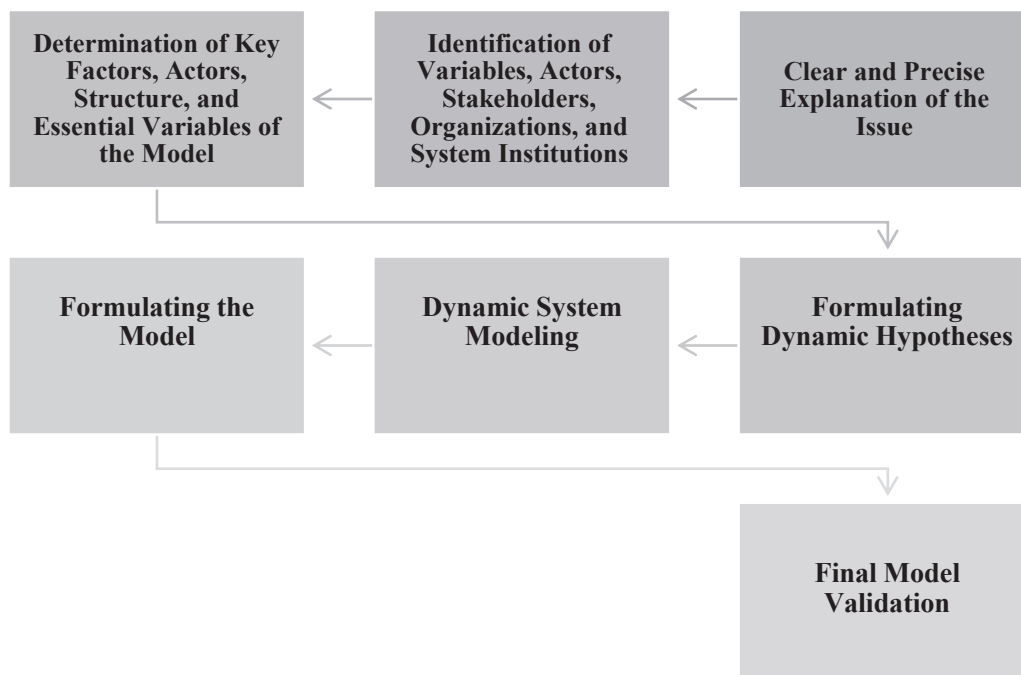 Clear and Precise
Explanation of the
Issue
Identification of
Variables, Actors,
Stakeholders,
Organizations, and
System Institutions
Determination of Key
Factors, Actors,
Structure, and
Essential Variables of
the Model
Formulating
Dynamic Hypotheses
Dynamic System
Modeling
Formulating the
Model
Final Model
Validation